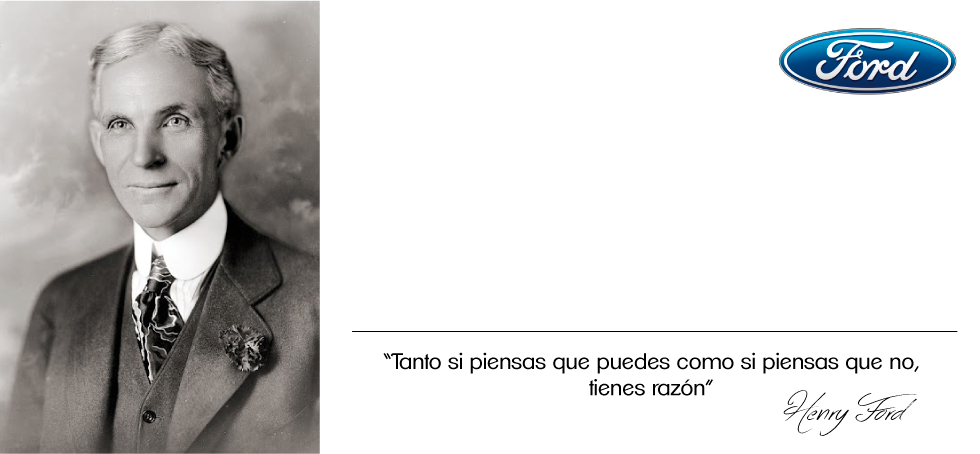 Ford
“Tanto si piensas que puedes como si piensas que no,
tienes razón”
Henry Ford